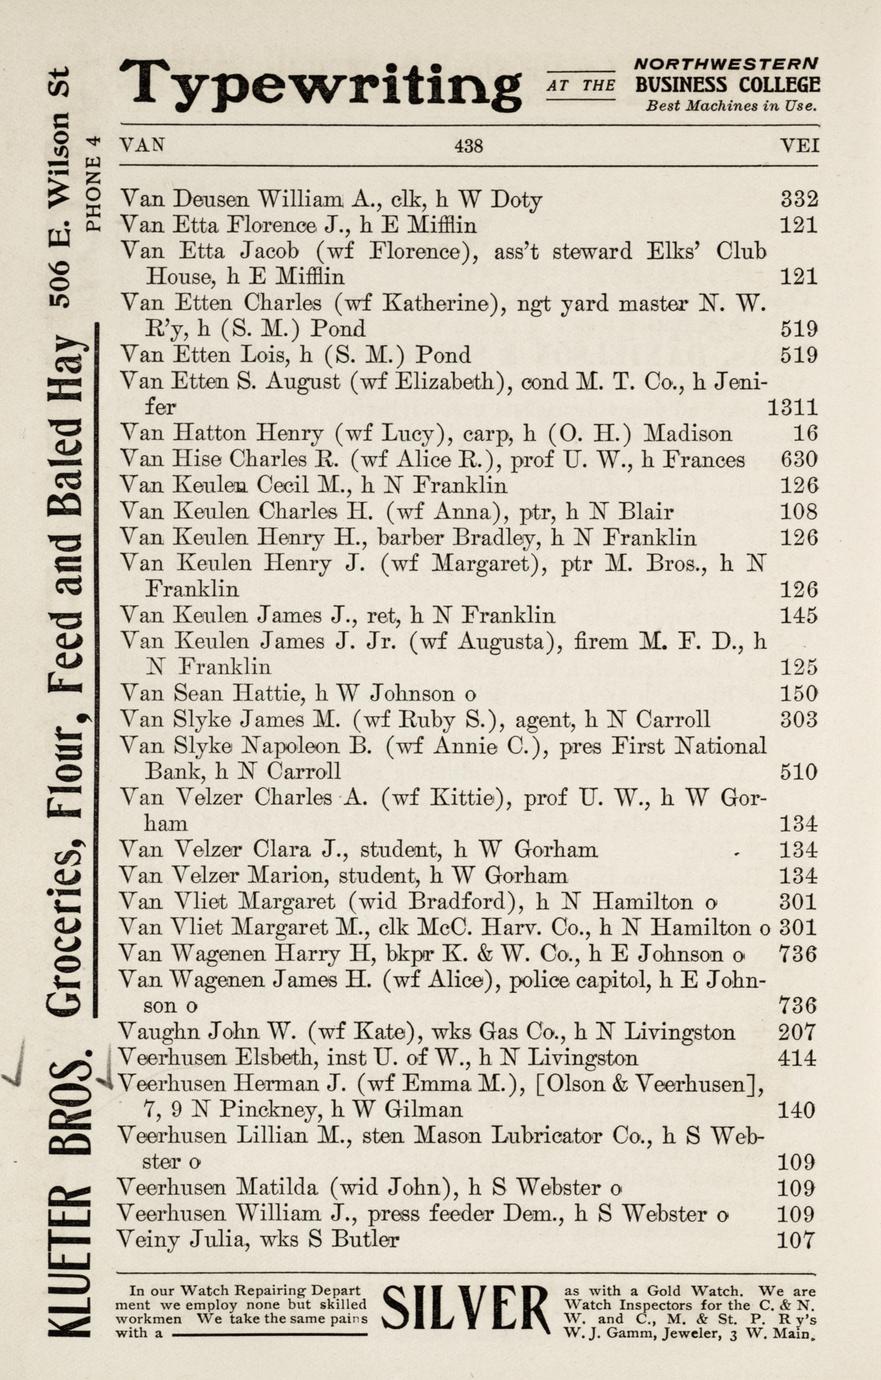 Typewriting AT THE NORTHWESTERN BUSINESS COLLEGE Best Machines in Use.
VAN 438 VEI
Van Deusen William A., clk, h W Doty 332
Van Etta Florence J., h E Mifflin 121
Van Etta Jacob (wf Florence), ass't steward Elks' Club
House, h E Mifflin 121
Van Etten Charles (wf Katherine), ngt yard master N. W.
R'y, h (S. M.) Pond 519
Van Etten Lois, h (S. M.) Pond 519
Van Etten S. August (wf Elizabeth), cond M. T. Co., h Jeni-
fer 1311
Van Hatton Henry (wf Lucy), carp, h (O. H.) Madison 16
Van Hise Charles R. (wf Alice R.), prof U. W., h Frances 630
Van Keulen Cecil M., h N Franklin 126
Van Keulen Charles H. (wf Anna), ptr, h N Blair 108
Van Keulen Henry H., barber Bradley, h N Franklin 126
Van Keulen Henry J. (wf Margaret), ptr M. Bros., h N
Franklin 126
Van Keulen James J., ret, h N Franklin 145
Van Keulen James J. Jr. (wf Augusta), firem M. F. D., h
N Franklin 125
Van Sean Hattie, h W Johnson o 150
Van Slyke James M. (wf Ruby S.), agent, h N Carroll 303
Van Slyke Napoleon B. (wf Annie C.), pres First National
Bank, h N Carroll 510
Van Velzer Charles A. (wf Kittie), prof U. W., h W Gor-
ham 134
Van Velzer Clara J., student, h W Gorham 134
Van Velzer Marion, student, h W Gorham 134
Van Vliet Margaret (wid Bradford), h N Hamilton o 301
Van Vliet Margaret M., clk McC. Harv. Co., h N Hamilton o 301
Van Wagenen Harry H, bkpr K. & W. Co., h E Johnson o 736
Van Wagenen James H. (wf Alice), police capitol, h E John-
son o 736
Vaughn John W. (wf Kate), wks Gas Co., h N Livingston 207
Veerhusen Elsbeth, inst U. of W., h N Livingston 414
Veerhusen Herman J. (wf Emma M.), [Olson & Veerhusen],
7, 9 N Pinckney, h W Gilman 140
Veerhusen Lillian M., sten Mason Lubricator Co., h S Web-
ster o 109
Veerhusen Matilda (wid John), h S Webster o 109
Veerhusen William J., press feeder Dem., h S Webster o 109
Veiny Julia, wks S Butler 107
In our Watch Repairing Depart
ment we employ none but skilled
workmen We take the same pains
with a
SILVER
as with a Gold Watch. We are
Watch Inspectors for the C. & N.
W. and C., M. & St. P. Ry's
W. J. Gamm, Jeweler, 3 W. Main.
KLUETER BROS. Groceries, Flour, Feed and Baled Hay 506 E. Wilson St
PHONE 4